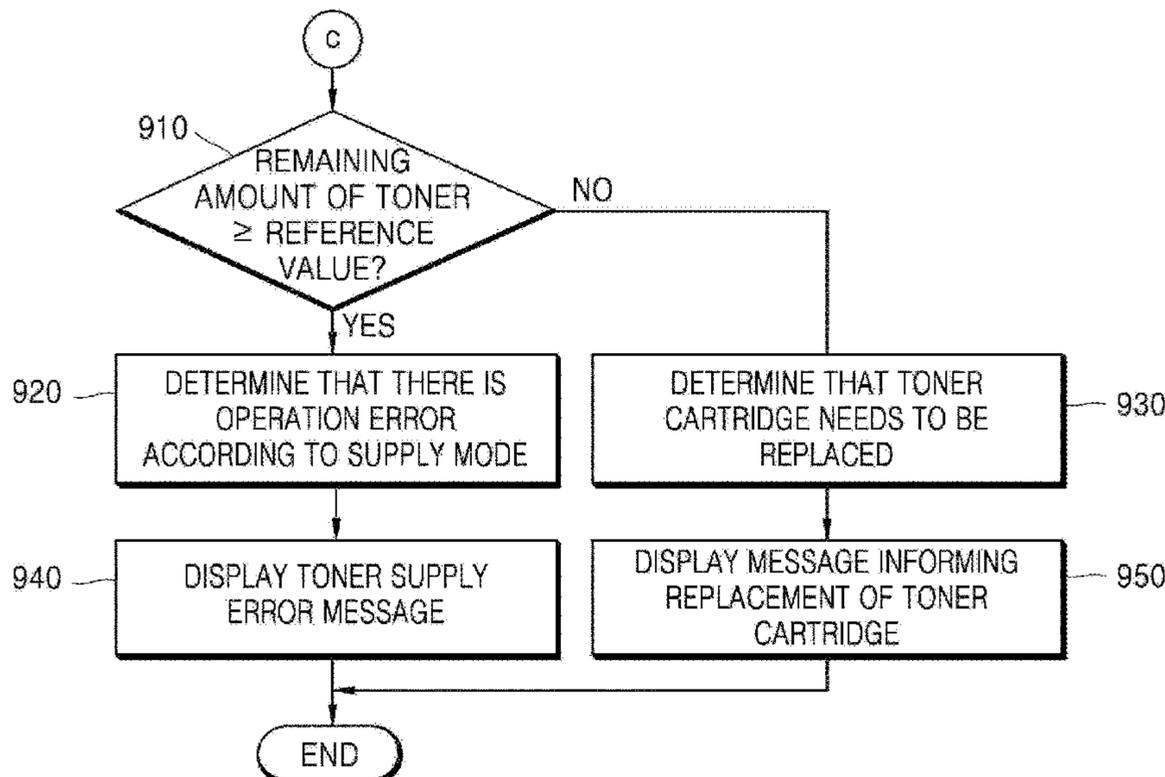 C
910
REMAINING
AMOUNT OF TONER
≥ REFERENCE
VALUE?
NO
YES
920
DETERMINE THAT THERE IS
OPERATION ERROR
ACCORDING TO SUPPLY MODE
DETERMINE THAT TONER
CARTRIDGE NEEDS TO BE
REPLACED
930
940
DISPLAY TONER SUPPLY
ERROR MESSAGE
DISPLAY MESSAGE INFORMING
REPLACEMENT OF TONER
CARTRIDGE
950
END